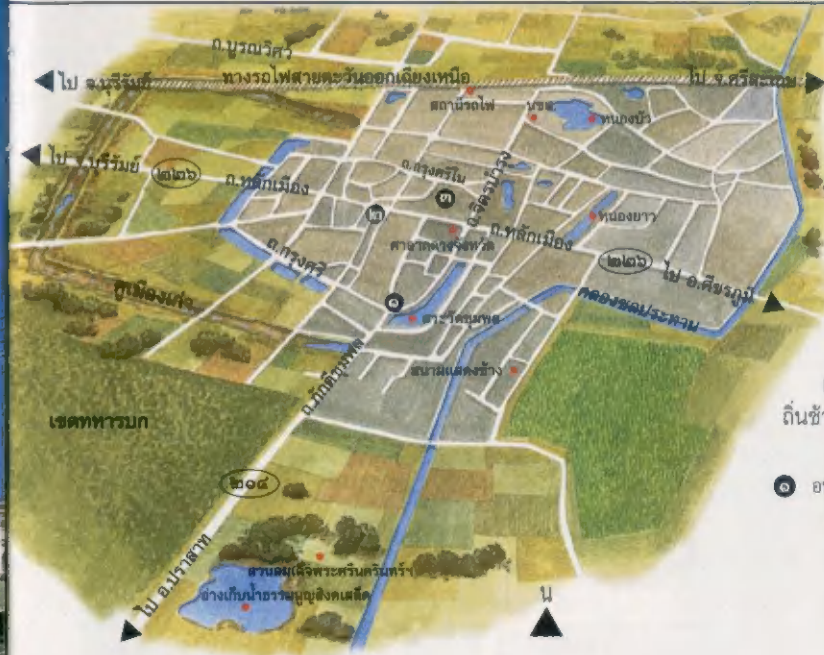 ถ.บูรณวิศว์
ทางรถไฟสายตะวันออกเฉียงเหนือ
ไป จ.บุรีรัมย์
ไป จ.ศรีสะเกษ
สถานีรถไฟ
บขส.
หนองบัว
ไป จ.บุรีรัมย์
๒๒๖
ถ.หลักเมือง
ถ.กรุงศรีใน
ถ.จิตรบำรุง
๒
๓
ศาลากลางจังหวัด
ถ.หลักเมือง
หนองยาว
๒๒๖
ไป อ.ศีขรภูมิ
ถ.กรุงศรี
คูเมืองเก่า
๑
สระวัดชุมพล
คลองชลประทาน
ถ.ภักดีชุมพล
สนามแสดงช้าง
เขตทหารบก
ถิ่นช้า
๑
๒๑๔
ไป อ.ปราสาท
สวนสมเด็จพระศรีนครินทร์ฯ
อ่างเก็บน้ำ
น